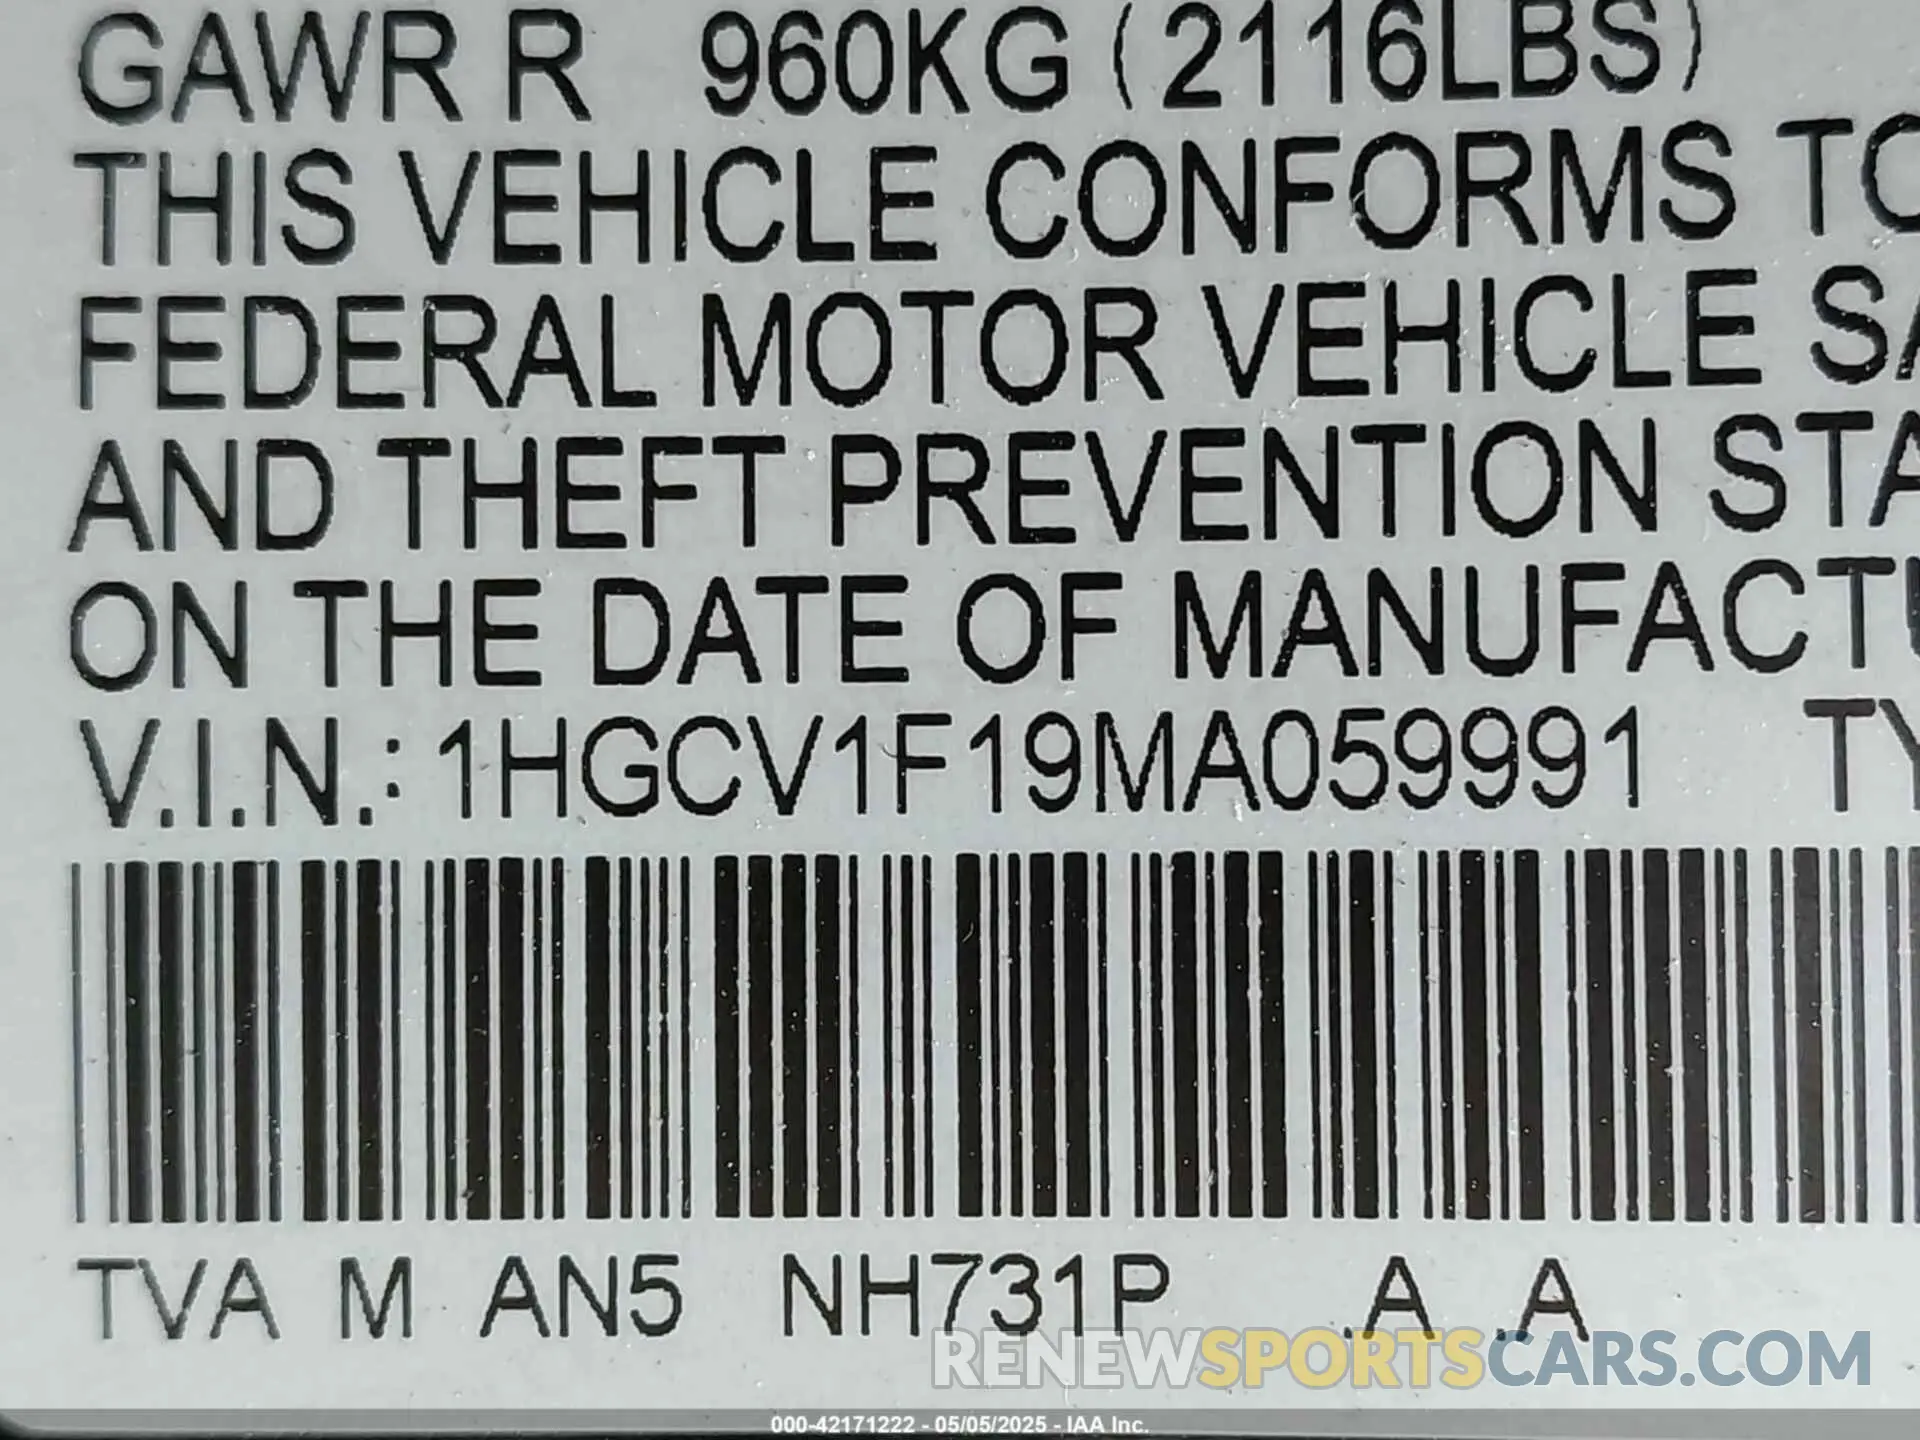 GAWR R 960KG (2116LBS)
THIS VEHICLE CONFORMS TO
FEDERAL MOTOR VEHICLE SA
AND THEFT PREVENTION STA
ON THE DATE OF MANUFACTU
V.I.N.: 1HGCV1F19MA059991 TY
TVA M AN5 NH731P .A .A
RENEWSPORTSCARS.COM
000-42171222 - 05/05/2025 - IAA Inc.